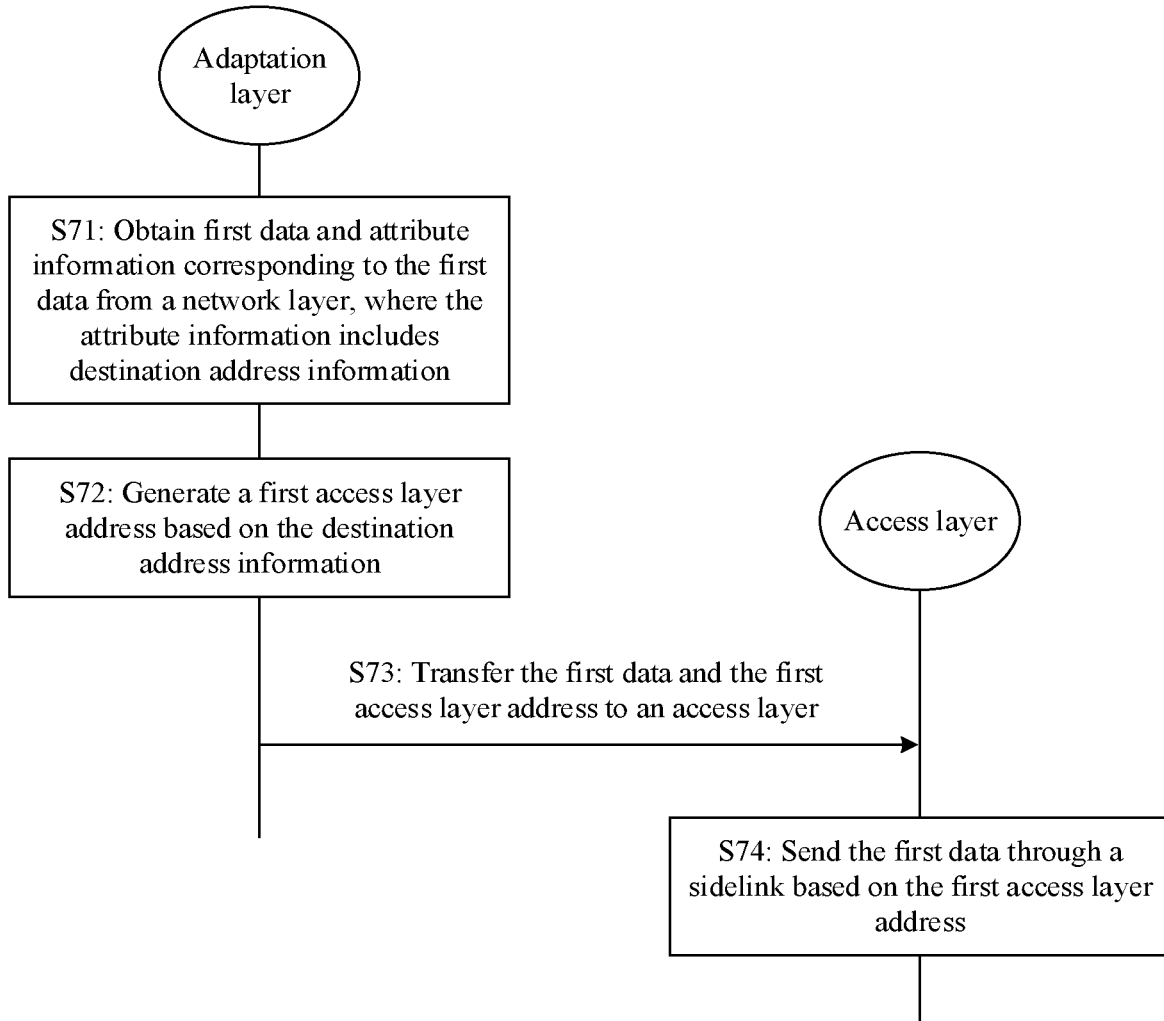 Adaptation
layer
S71: Obtain first data and attribute
information corresponding to the first
data from a network layer, where the
attribute information includes
destination address information
S72: Generate a first access layer
address based on the destination
address information
Access layer
S73: Transfer the first data and the first
access layer address to an access layer
S74: Send the first data through a
sidelink based on the first access layer
address